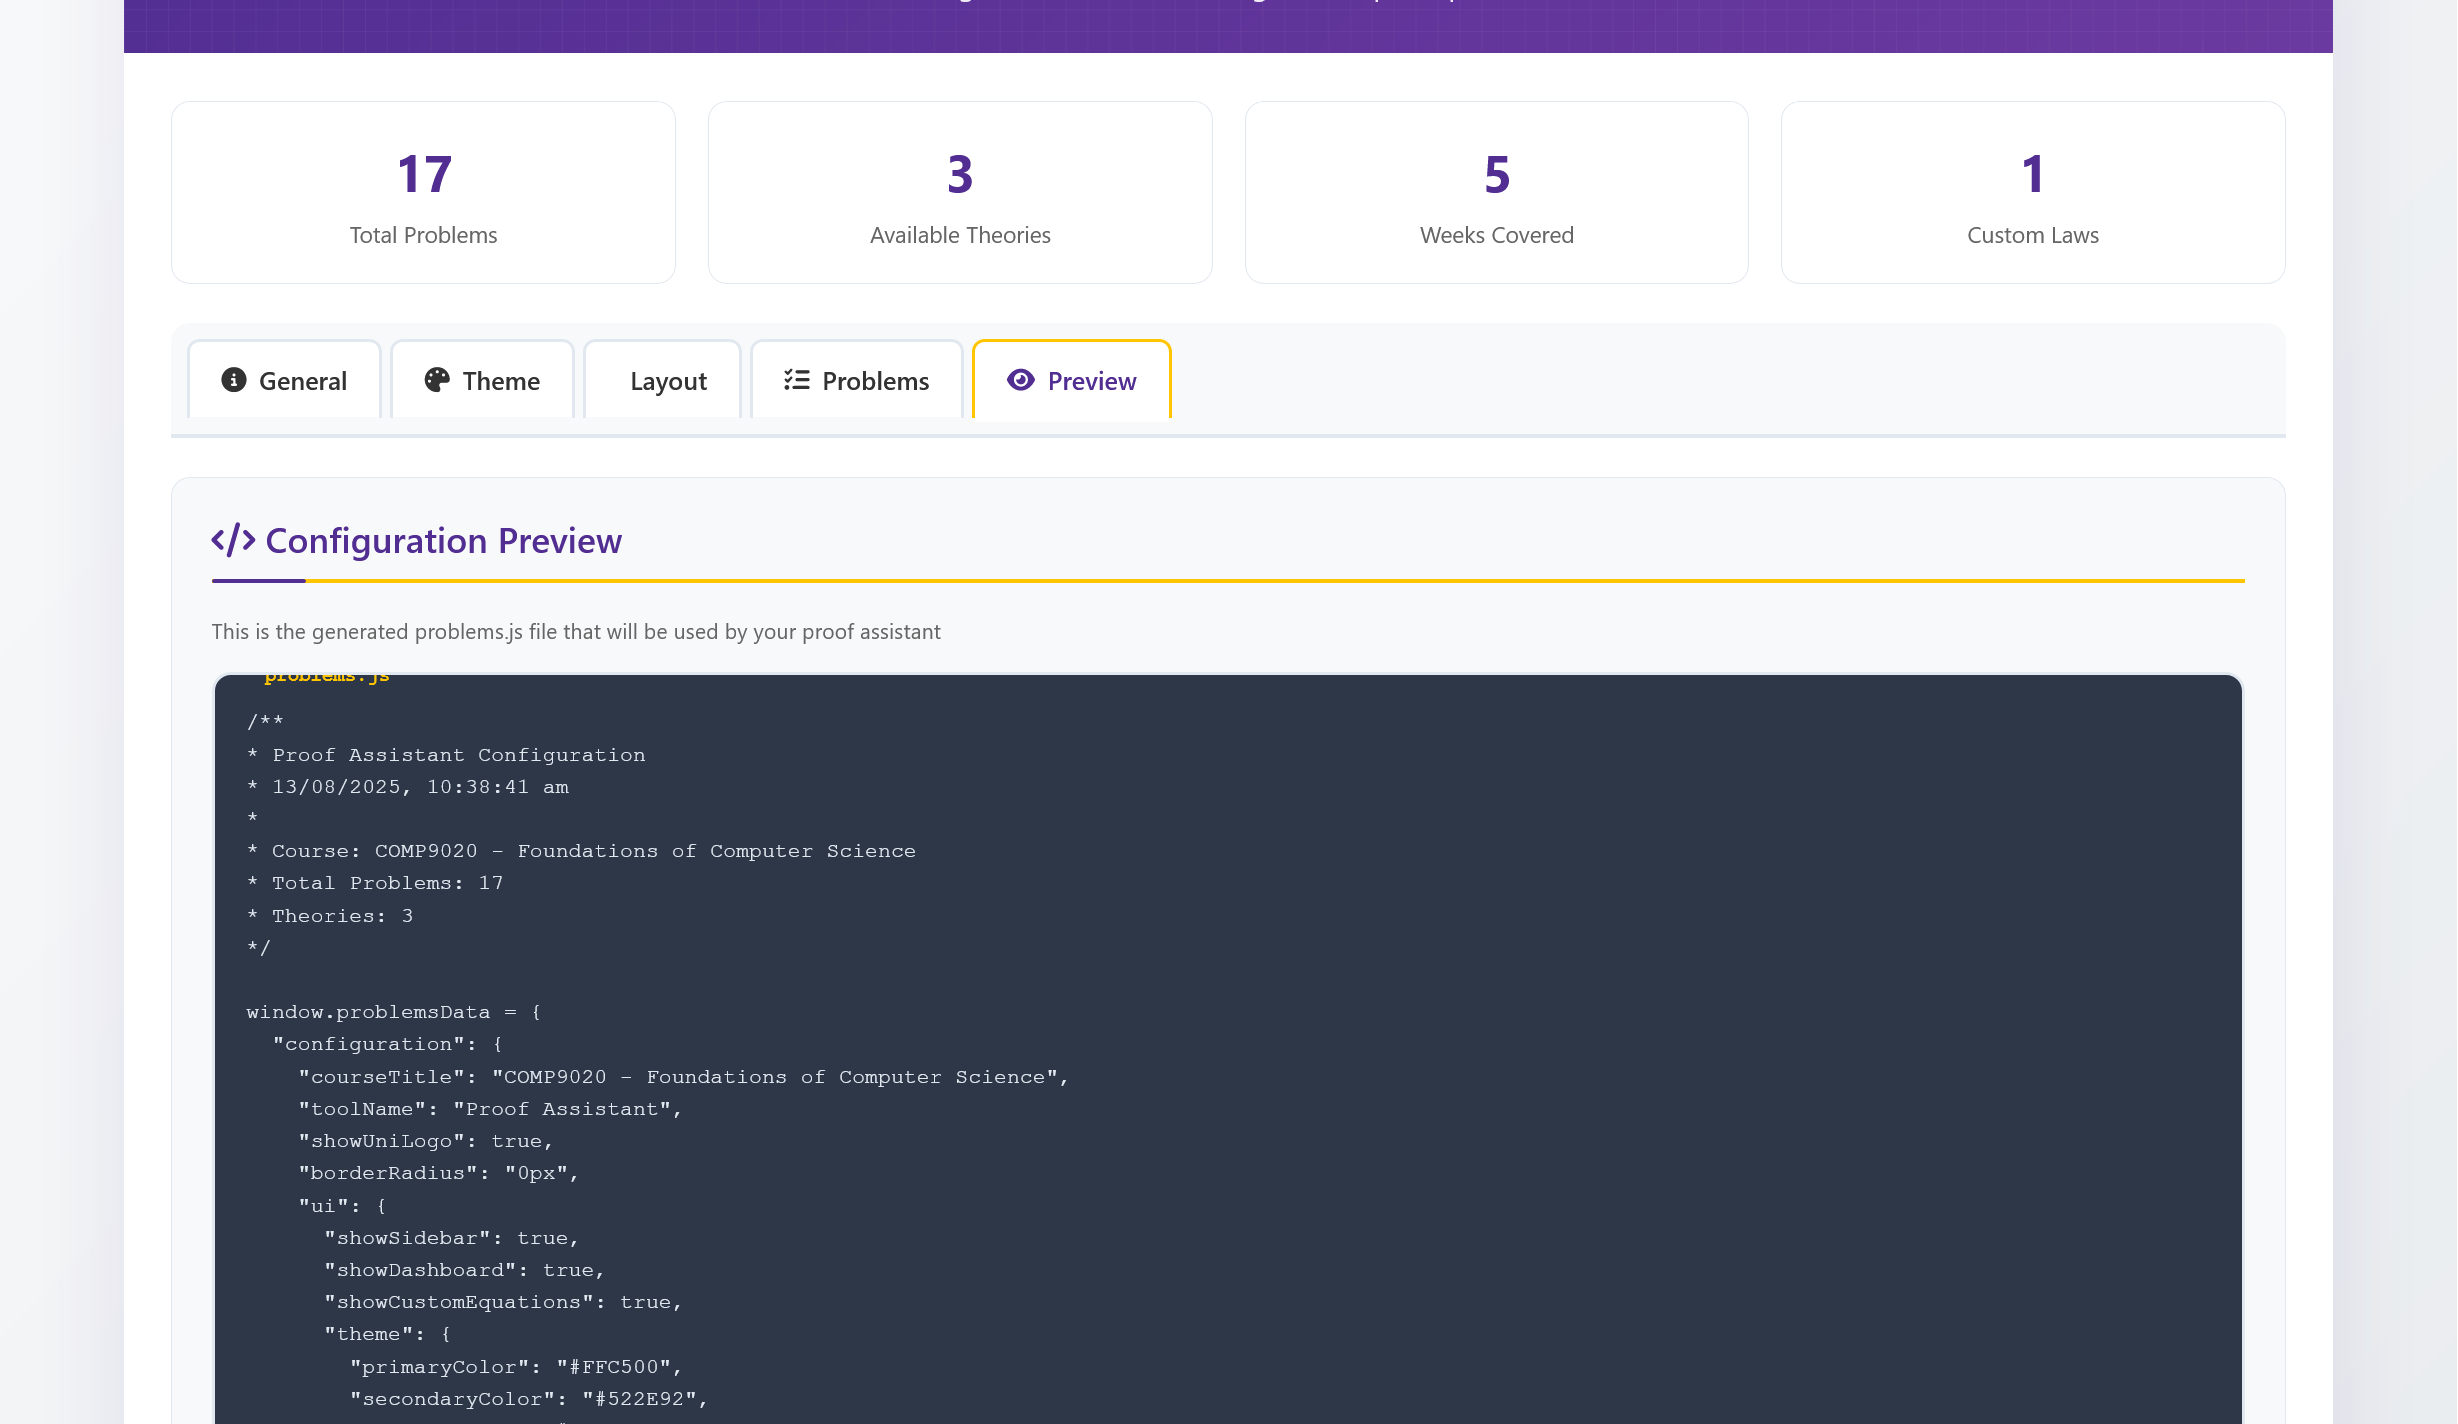 17
Total Problems
3
Available Theories
5
Weeks Covered
1
Custom Laws
General
Theme
Layout
Problems
Preview
</> Configuration Preview
This is the generated problems.js file that will be used by your proof assistant
problems.js
/**
* Proof Assistant Configuration
* 13/08/2025, 10:38:41 am
*
* Course: COMP9020 – Foundations of Computer Science
* Total Problems: 17
* Theories: 3
*/
window.problemsData = {
"configuration": {
"courseTitle": "COMP9020 – Foundations of Computer Science",
"toolName": "Proof Assistant",
"showUniLogo": true,
"borderRadius": "0px",
"ui": {
"showSidebar": true,
"showDashboard": true,
"showCustomEquations": true,
"theme": {
"primaryColor": "#FFC500",
"secondaryColor": "#522E92",